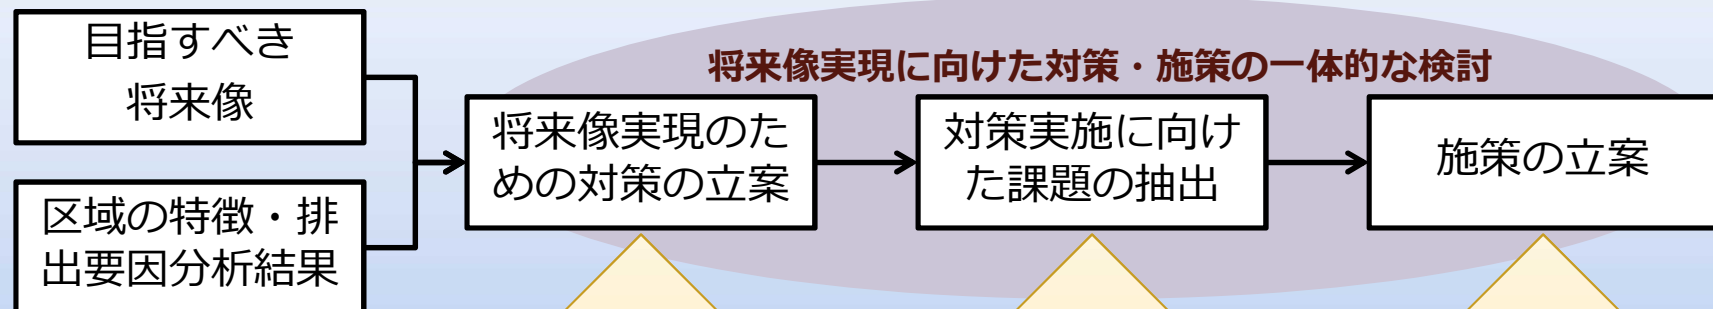 目指すべき
将来像
区域の特徴・排
出要因分析結果
将来像実現に向けた対策・施策の一体的な検討
将来像実現のた
めの対策の立案
対策実施に向け
た課題の抽出
施策の立案